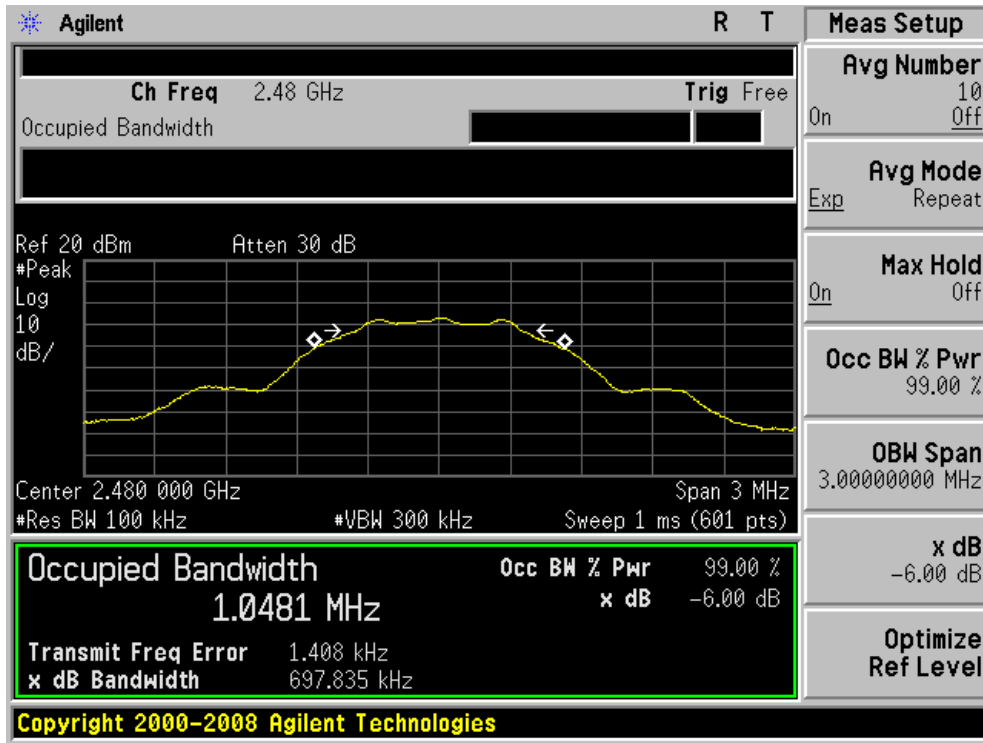 Agilent R T
Ch Freq 2.48 GHz Trig Free
Occupied Bandwidth
Ref 20 dBm Atten 30 dB
#Peak
Log
10
dB/
Center 2.480 000 GHz Span 3 MHz
#Res BW 100 kHz #VBW 300 kHz Sweep 1 ms (601 pts)
Occupied Bandwidth
1.0481 MHz
Occ BW % Pwr 99.00 %
x dB -6.00 dB
Transmit Freq Error 1.408 kHz
x dB Bandwidth 697.835 kHz
Copyright 2000-2008 Agilent Technologies
Meas Setup
Avg Number
10
On Off
Avg Mode
Exp Repeat
Max Hold
On Off
Occ BW % Pwr
99.00 %
OBW Span
3.00000000 MHz
x dB
-6.00 dB
Optimize
Ref Level